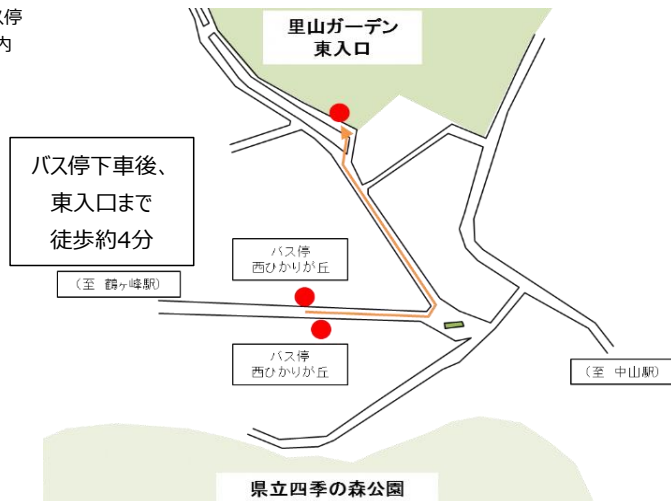 ス停
内
里山ガーデン
東入口
バス停下車後、
東入口まで
徒歩約4分
バス停
西ひかりが丘
（至 鶴ヶ峰駅）
バス停
西ひかりが丘
（至 中山駅）
県立四季の森公園